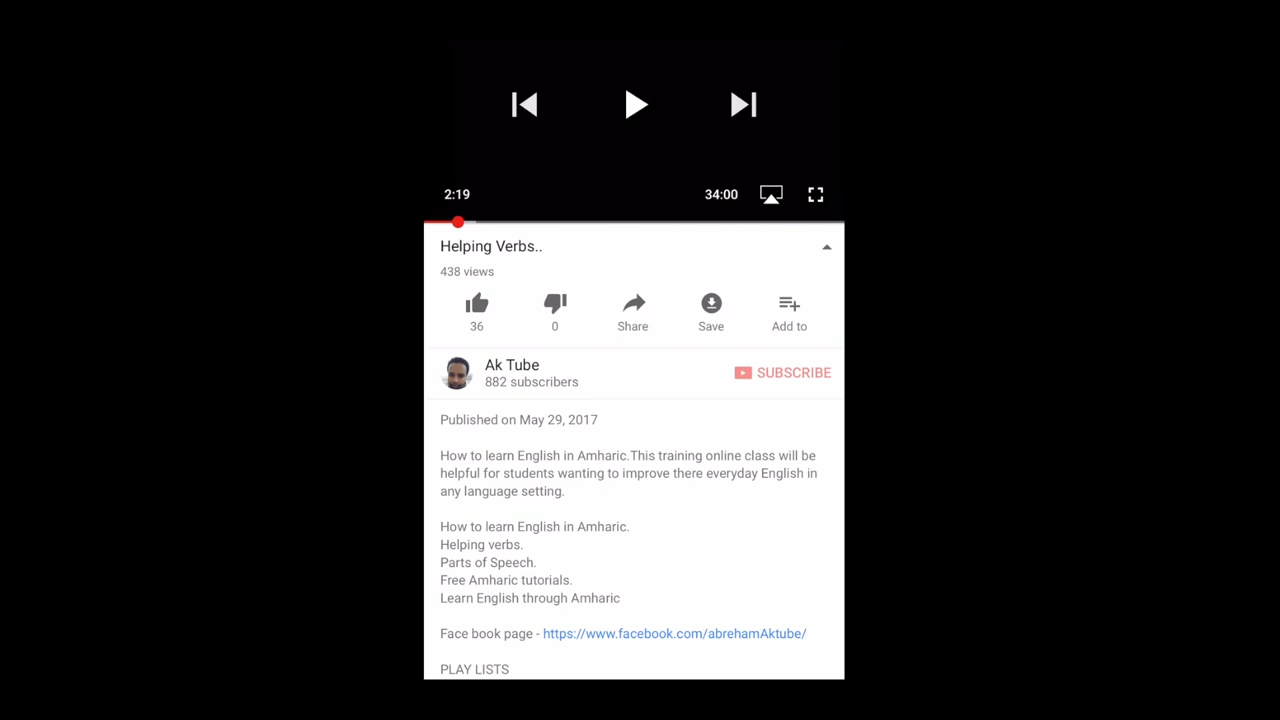 2:19
34:00
Helping Verbs..
438 views
36
0
Share
Save
Add to
Ak Tube
882 subscribers
SUBSCRIBE
Published on May 29, 2017
How to learn English in Amharic.This training online class will be
helpful for students wanting to improve there everyday English in
any language setting.
How to learn English in Amharic.
Helping verbs.
Parts of Speech.
Free Amharic tutorials.
Learn English through Amharic
Face book page - https://www.facebook.com/abrehamAktube/
PLAY LISTS